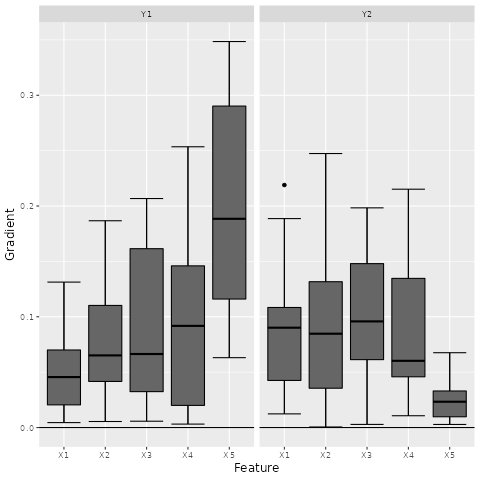 Y1 Y2
Gradient
0.3
0.2
0.1
0.0
X1 X2 X3 X4 X5 X1 X2 X3 X4 X5
Feature